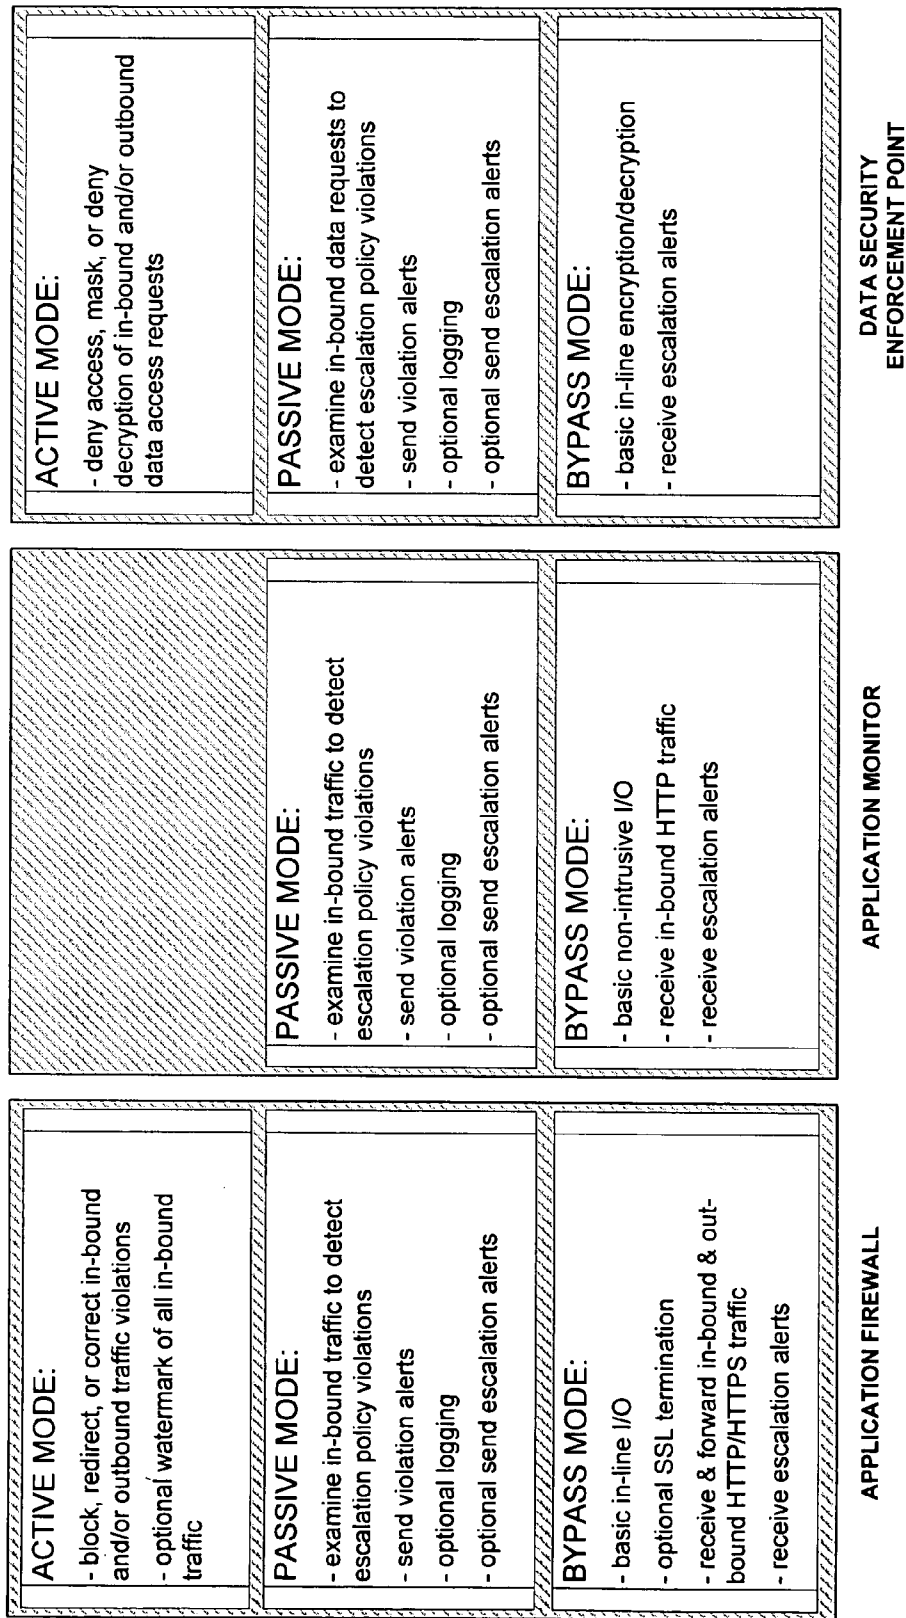 ACTIVE MODE:
- block, redirect, or correct in-bound
and/or outbound traffic violations
- optional watermark of all in-bound
traffic
PASSIVE MODE:
- examine in-bound traffic to detect
escalation policy violations
- send violation alerts
- optional logging
- optional send escalation alerts
BYPASS MODE:
- basic in-line I/O
- optional SSL termination
- receive & forward in-bound & out-
bound HTTP/HTTPS traffic
- receive escalation alerts
APPLICATION FIREWALL
PASSIVE MODE:
- examine in-bound traffic to detect
escalation policy violations
- send violation alerts
- optional logging
- optional send escalation alerts
BYPASS MODE:
- basic non-intrusive I/O
- receive in-bound HTTP traffic
- receive escalation alerts
APPLICATION MONITOR
ACTIVE MODE:
- deny access, mask, or deny
decryption of in-bound and/or outbound
data access requests
PASSIVE MODE:
- examine in-bound data requests to
detect escalation policy violations
- send violation alerts
- optional logging
- optional send escalation alerts
BYPASS MODE:
- basic in-line encryption/decryption
- receive escalation alerts
DATA SECURITY
ENFORCEMENT POINT